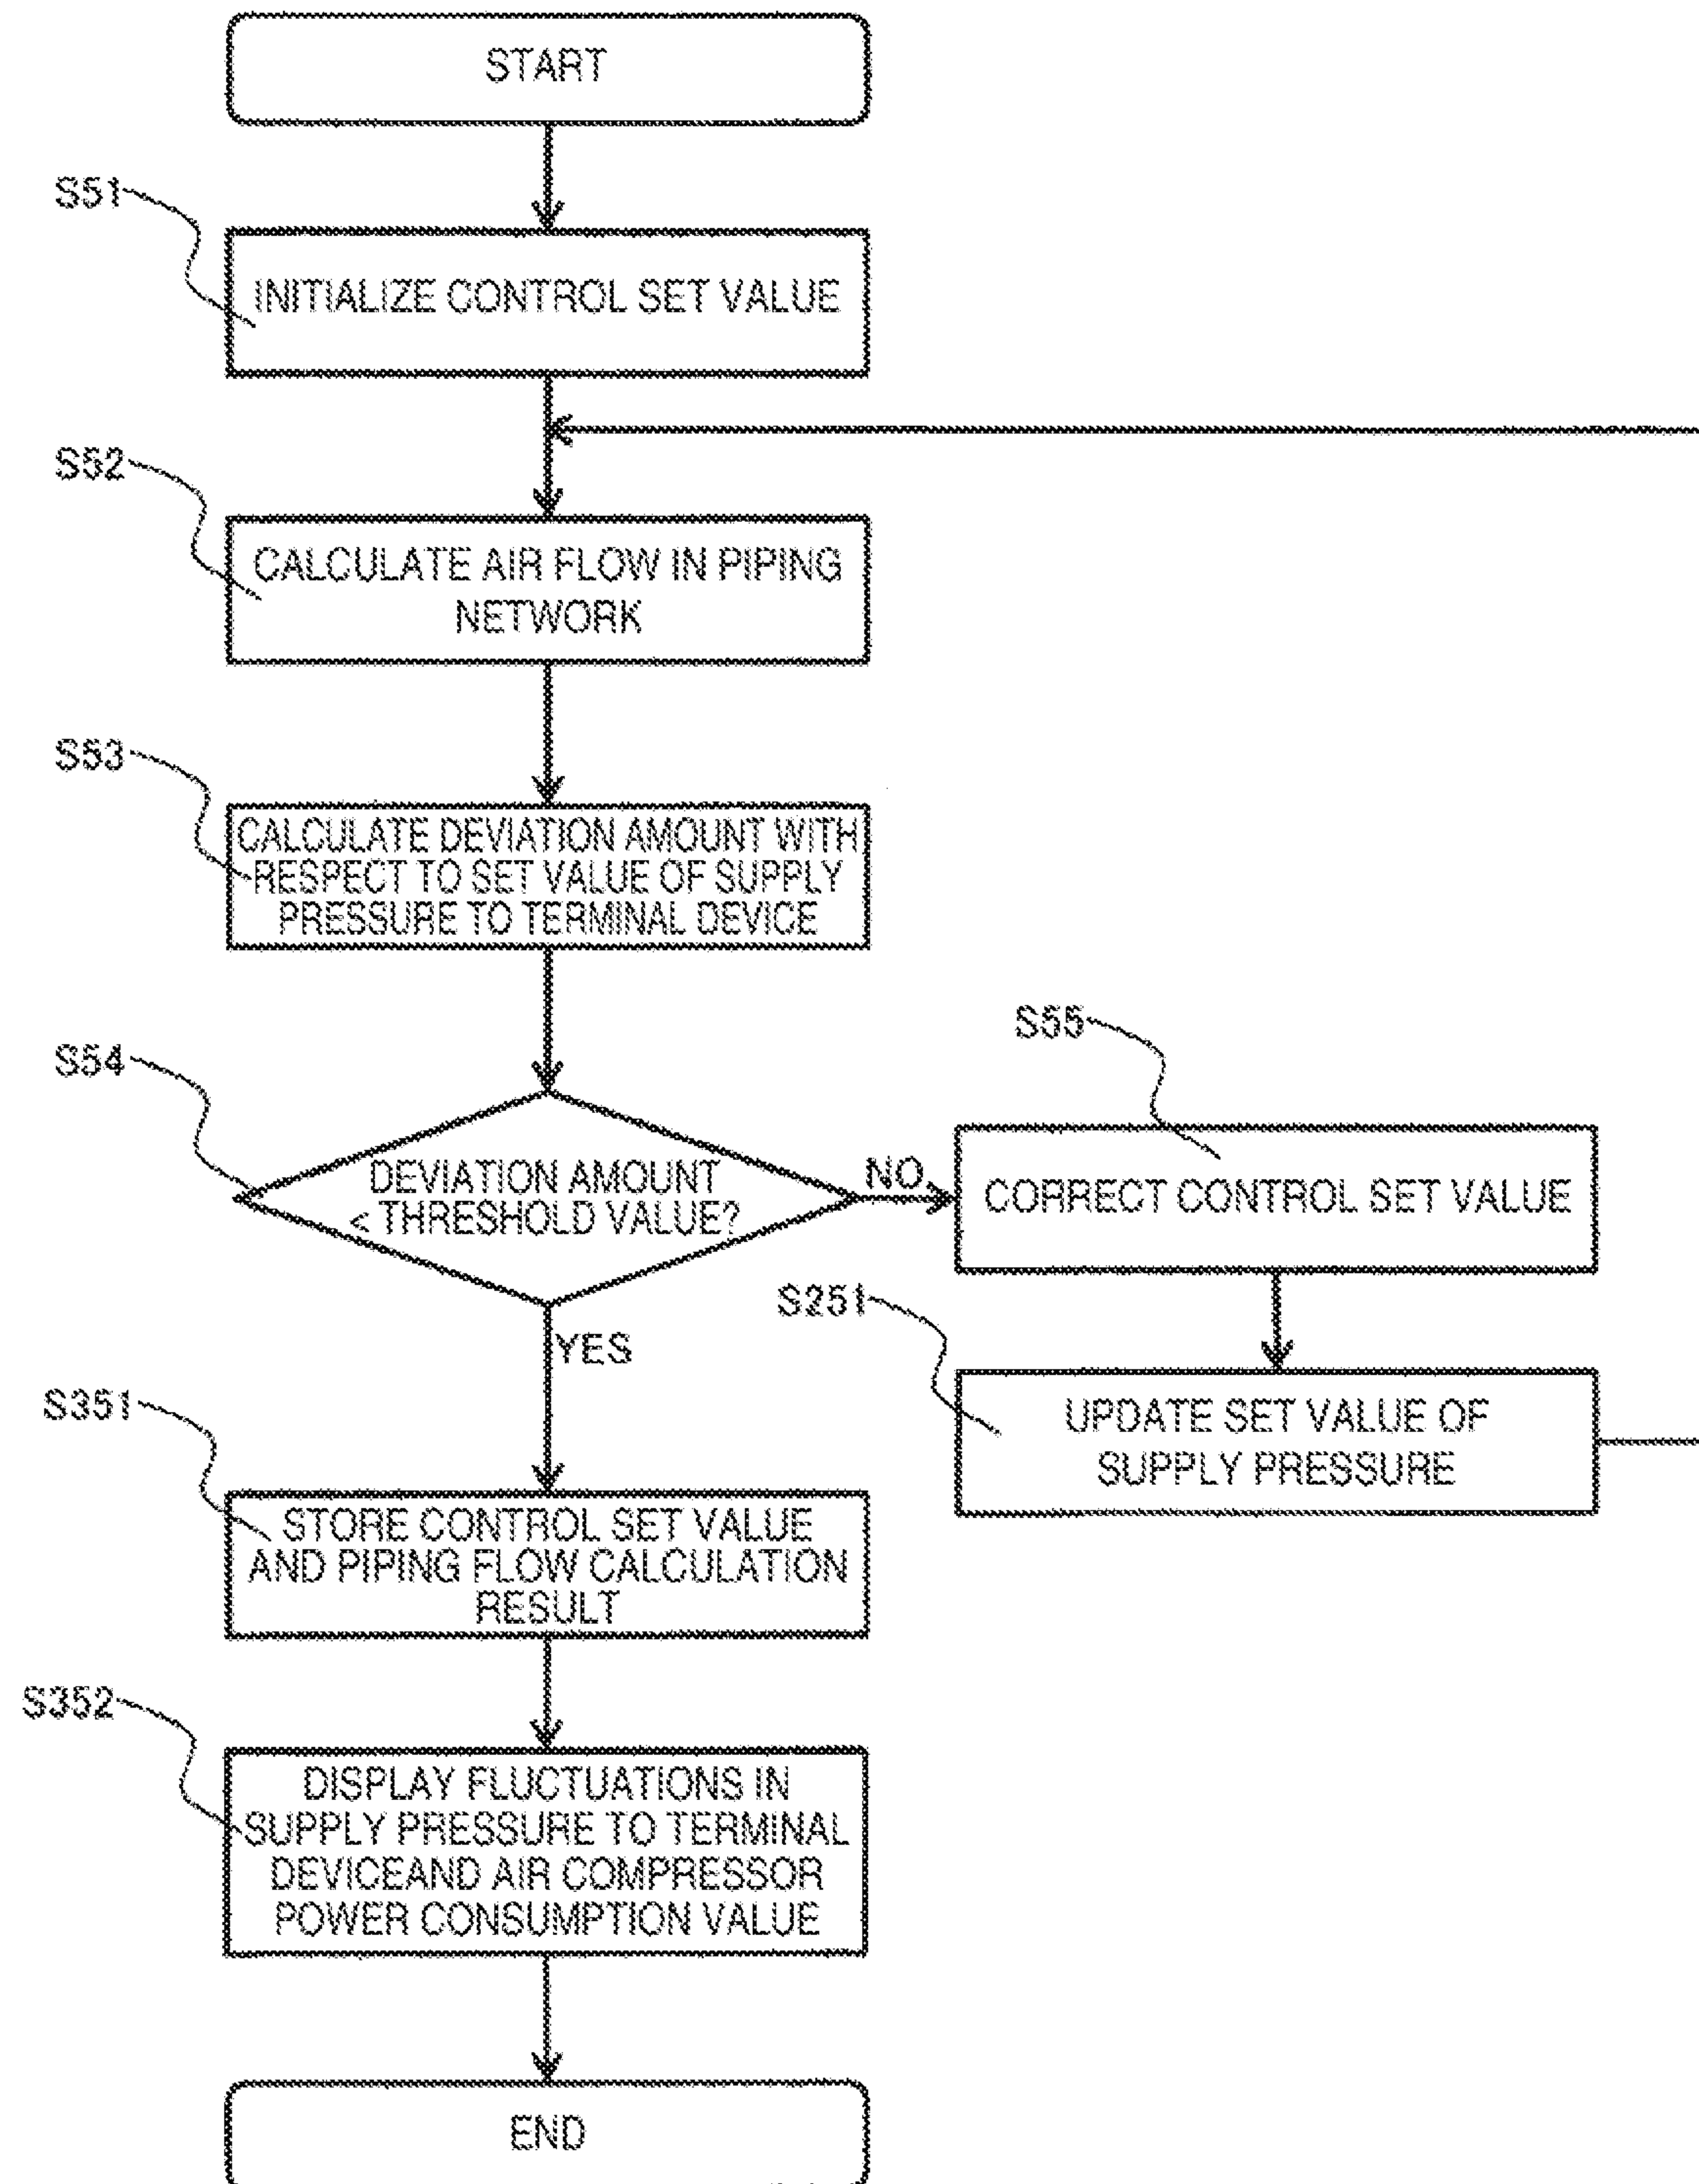 START
S51
INITIALIZE CONTROL SET VALUE
S52
CALCULATE AIR FLOW IN PIPING
NETWORK
S53
CALCULATE DEVIATION AMOUNT WITH
RESPECT TO SET VALUE OF SUPPLY
PRESSURE TO TERMINAL DEVICE
S54
DEVIATION AMOUNT
< THRESHOLD VALUE?
NO
YES
S55
CORRECT CONTROL SET VALUE
S251
UPDATE SET VALUE OF
SUPPLY PRESSURE
S351
STORE CONTROL SET VALUE
AND PIPING FLOW CALCULATION
RESULT
S352
DISPLAY FLUCTUATIONS IN
SUPPLY PRESSURE TO TERMINAL
DEVICEAND AIR COMPRESSOR
POWER CONSUMPTION VALUE
END